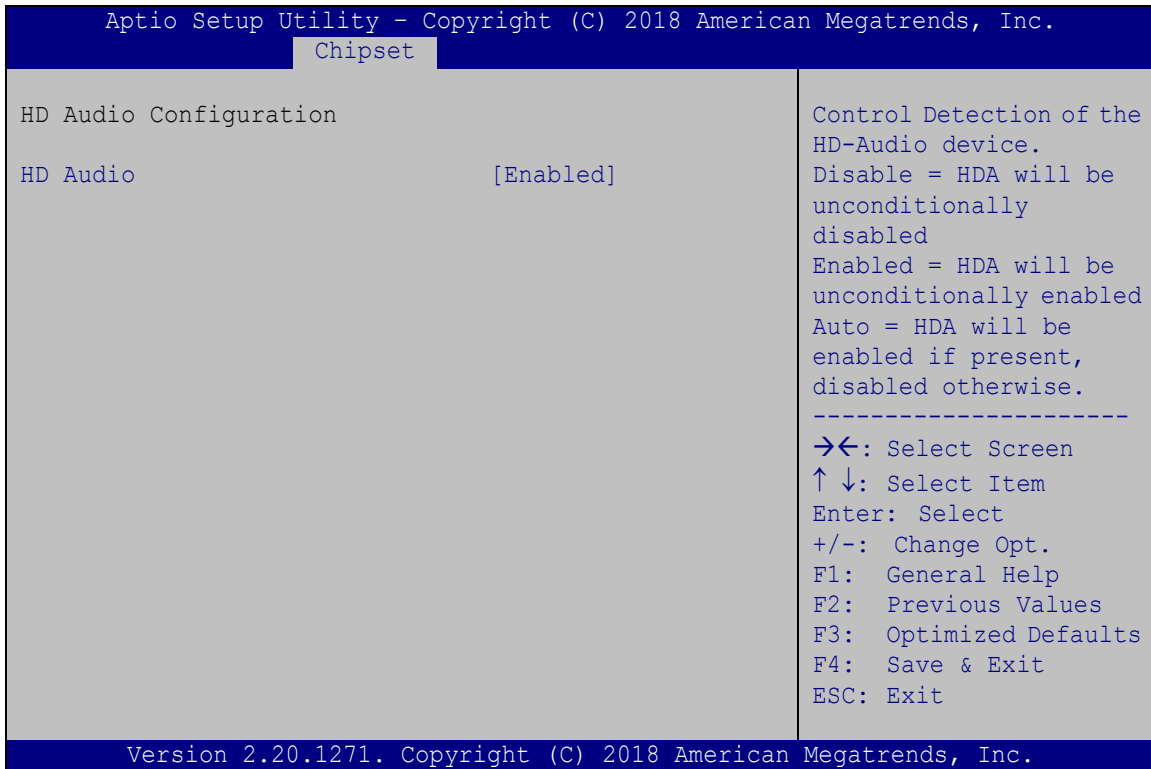 Aptio Setup Utility – Copyright (C) 2018 American Megatrends, Inc.
Chipset
HD Audio Configuration
HD Audio [Enabled]
Control Detection of the
HD-Audio device.
Disable = HDA will be
unconditionally
disabled
Enabled = HDA will be
unconditionally enabled
Auto = HDA will be
enabled if present,
disabled otherwise.
----------------------
→←: Select Screen
↑ ↓: Select Item
Enter: Select
+/-: Change Opt.
F1: General Help
F2: Previous Values
F3: Optimized Defaults
F4: Save & Exit
ESC: Exit
Version 2.20.1271. Copyright (C) 2018 American Megatrends, Inc.